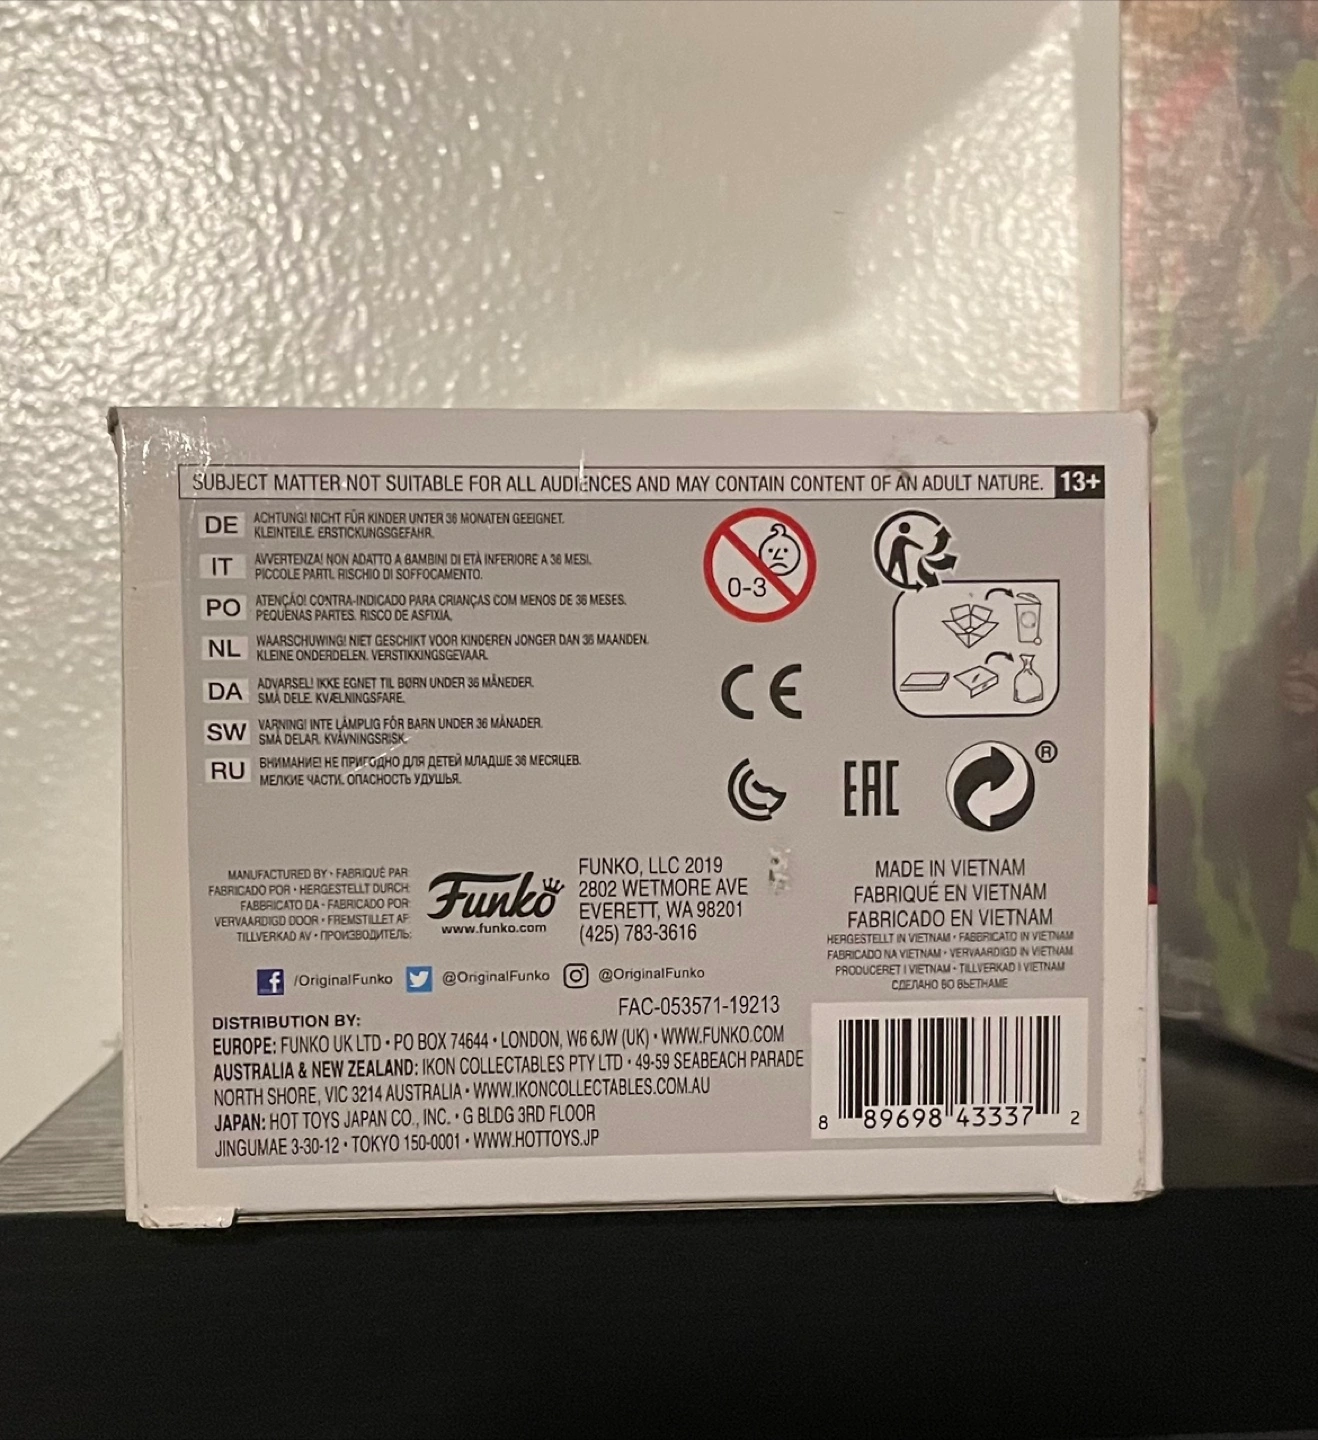 SUBJECT MATTER NOT SUITABLE FOR ALL AUDIENCES AND MAY CONTAIN CONTENT OF AN ADULT NATURE. 13+
DE ACHTUNG! NICHT FÜR KINDER UNTER 36 MONATEN GEEIGNET.
KLEINTEILE. ERSTICKUNGSGEFAHR.
IT AVVERTENZA! NON ADATTO A BAMBINI DI ETÀ INFERIORE A 36 MESI.
PICCOLE PARTI. RISCHIO DI SOFFOCAMENTO.
PO ATENÇÃO! CONTRA-INDICADO PARA CRIANÇAS COM MENOS DE 36 MESES.
PEQUENAS PARTES. RISCO DE ASFIXIA.
NL WAARSCHUWING! NIET GESCHIKT VOOR KINDEREN JONGER DAN 36 MAANDEN.
KLEINE ONDERDELEN. VERSTIKKINGSGEVAAR.
DA ADVARSEL! IKKE EGNET TIL BØRN UNDER 36 MÅNEDER.
SMÅ DELE. KVÆLNINGSFARE.
SW VARNING! INTE LÄMPLIG FÖR BARN UNDER 36 MÅNADER.
SMÅ DELAR. KVÄVNINGSRISK.
RU ВНИМАНИЕ! НЕ ПРИГОДНО ДЛЯ ДЕТЕЙ МЛАДШЕ 36 МЕСЯЦЕВ.
МЕЛКИЕ ЧАСТИ. ОПАСНОСТЬ УДУШЬЯ.
0-3
CE
EAC
®
MANUFACTURED BY • FABRIQUÉ PAR
FABRICADO POR • HERGESTELLT DURCH:
FABBRICATO DA • FABRICADO POR:
VERVAARDIGD DOOR • FREMSTILLET AF:
TILLVERKAD AV • ПРОИЗВОДИТЕЛЬ:
Funko
www.funko.com
FUNKO, LLC 2019
2802 WETMORE AVE
EVERETT, WA 98201
(425) 783-3616
MADE IN VIETNAM
FABRIQUÉ EN VIETNAM
FABRICADO EN VIETNAM
HERGESTELLT IN VIETNAM • FABBRICATO IN VIETNAM
FABRICADO NA VIETNAM • VERVAARDIGD IN VIETNAM
PRODUCERET I VIETNAM • TILLVERKAD I VIETNAM
СДЕЛАНО ВО ВЬЕТНАМЕ
/OriginalFunko @OriginalFunko @OriginalFunko
FAC-053571-19213
DISTRIBUTION BY:
EUROPE: FUNKO UK LTD • PO BOX 74644 • LONDON, W6 6JW (UK) • WWW.FUNKO.COM
AUSTRALIA & NEW ZEALAND: IKON COLLECTABLES PTY LTD • 49-59 SEABEACH PARADE
NORTH SHORE, VIC 3214 AUSTRALIA • WWW.IKONCOLLECTABLES.COM.AU
JAPAN: HOT TOYS JAPAN CO., INC. • G BLDG 3RD FLOOR
JINGUMAE 3-30-12 • TOKYO 150-0001 • WWW.HOTTOYS.JP
8 89698 43337 2